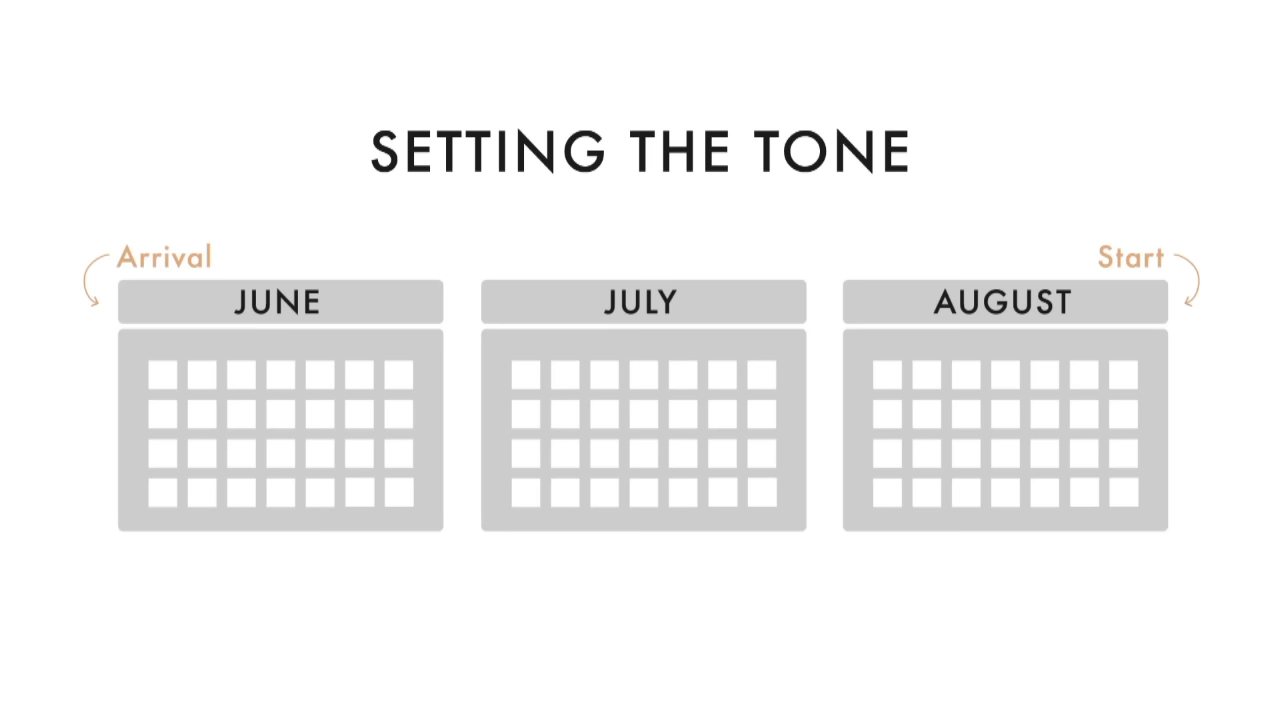 SETTING THE TONE
Arrival
Start
JUNE
JULY
AUGUST